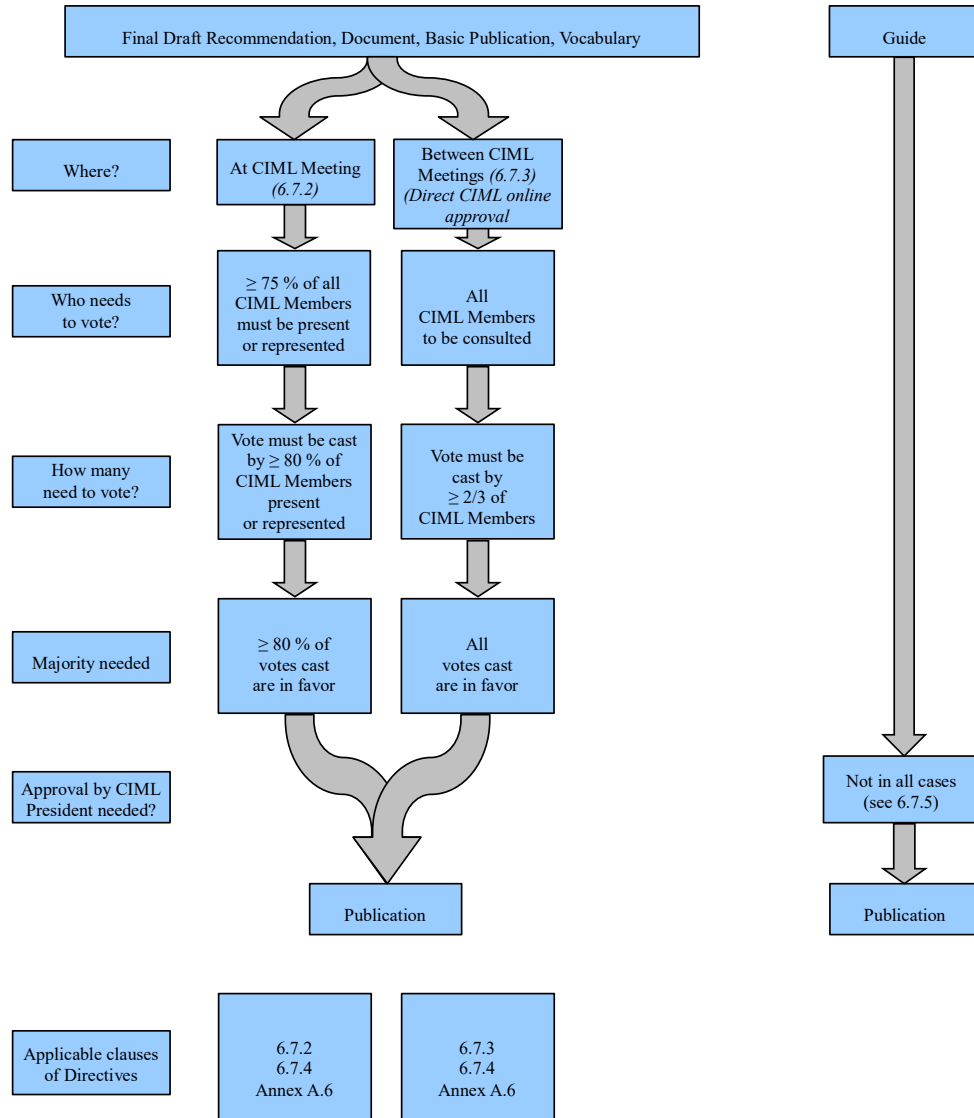 Final Draft Recommendation, Document, Basic Publication, Vocabulary
Guide
Where?
At CIML Meeting
(6.7.2)
Between CIML
Meetings (6.7.3)
(Direct CIML online
approval
Who needs
to vote?
≥ 75 % of all
CIML Members
must be present
or represented
All
CIML Members
to be consulted
How many
need to vote?
Vote must be cast
by ≥ 80 % of
CIML Members
present
or represented
Vote must be
cast by
≥ 2/3 of
CIML Members
Majority needed
≥ 80 % of
votes cast
are in favor
All
votes cast
are in favor
Approval by CIML
President needed?
Not in all cases
(see 6.7.5)
Publication
Publication
Applicable clauses
of Directives
6.7.2
6.7.4
Annex A.6
6.7.3
6.7.4
Annex A.6